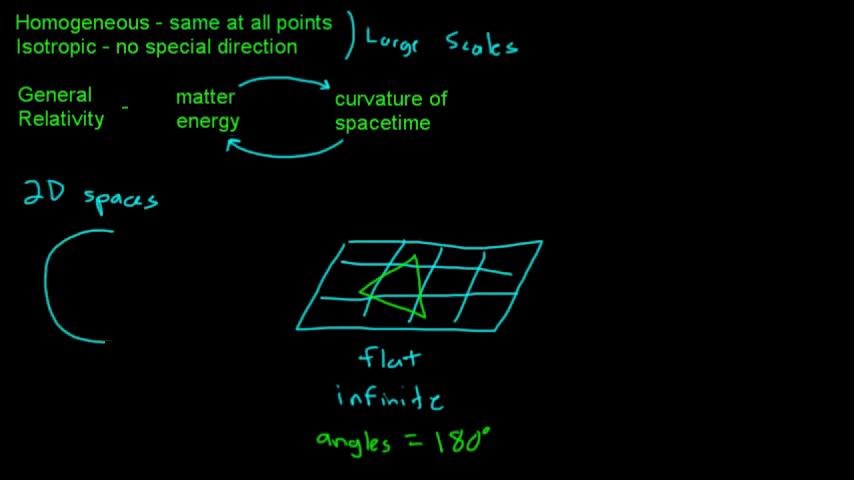 Homogeneous - same at all points
Isotropic - no special direction
Large Scales
General Relativity - matter energy
curvature of spacetime
2D spaces
flat
infinite
angles = 180°